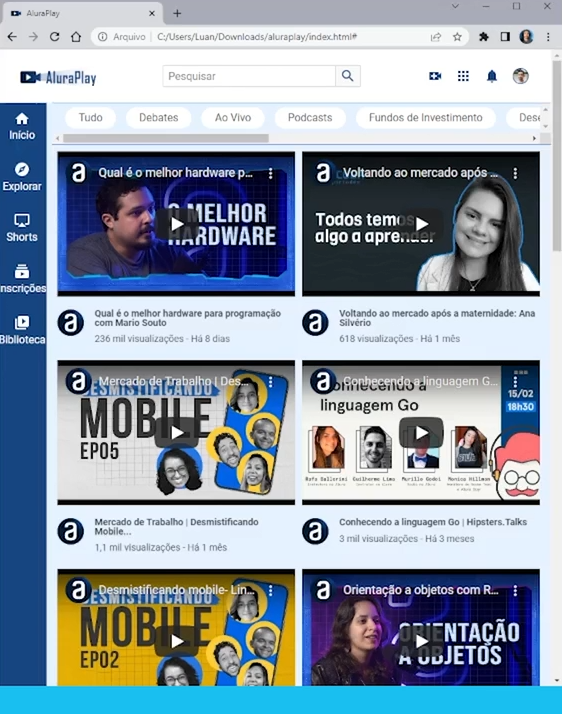 AluraPlay
Arquivo
C:/Users/Luan/Downloads/aluraplay/index.html#
AluraPlay
Pesquisar
Início
Explorar
Shorts
nscrições
Biblioteca
Tudo
Debates
Ao Vivo
Podcasts
Fundos de Investimento
Dese
a Qual é o melhor hardware p...
O MELHOR
HARDWARE
Qual é o melhor hardware para programação
com Mario Souto
236 mil visualizações · Há 8 dias
a Voltando ao mercado após ...
Todos temos
algo a aprender
Voltando ao mercado após a maternidade: Ana
Silvério
618 visualizações · Há 1 mês
a Mercado de Trabalho | Des...
DESMISTIFICANDO
MOBILE
EP05
Mercado de Trabalho | Desmistificando
Mobile...
1,1 mil visualizações · Há 1 mês
a Conhecendo a linguagem G...
Conhecendo a
linguagem Go
15/02
18h30
Rafa Ballerini
Guilherme Lima
Murillo Godoi
Monica Hillman
Conhecendo a linguagem Go | Hipsters.Talks
3 mil visualizações · Há 3 meses
a Desmistificando mobile- Lin...
DESMISTIFICANDO
MOBILE
EP02
a Orientação a objetos com R...
ORIENTAÇÃO
A OBJETOS